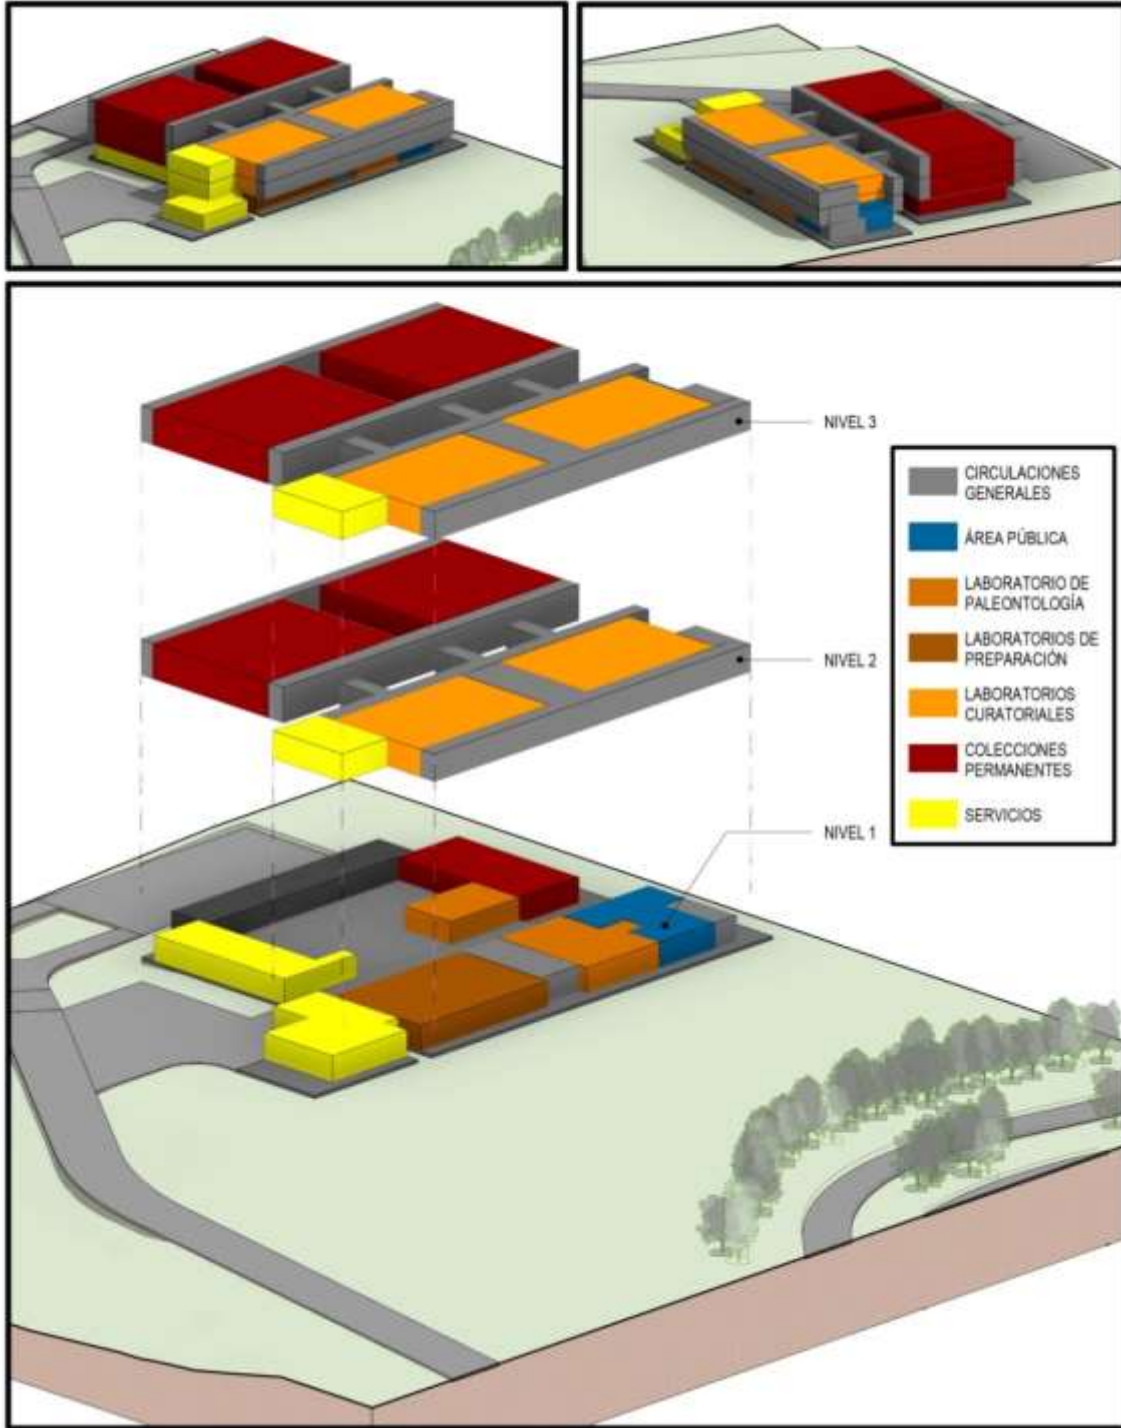 NIVEL 3
CIRCULACIONES
GENERALES
ÁREA PÚBLICA
LABORATORIO DE
PALEONTOLOGÍA
LABORATORIOS DE
PREPARACIÓN
NIVEL 2
LABORATORIOS
CURATORIALES
COLECCIONES
PERMANENTES
SERVICIOS
NIVEL 1